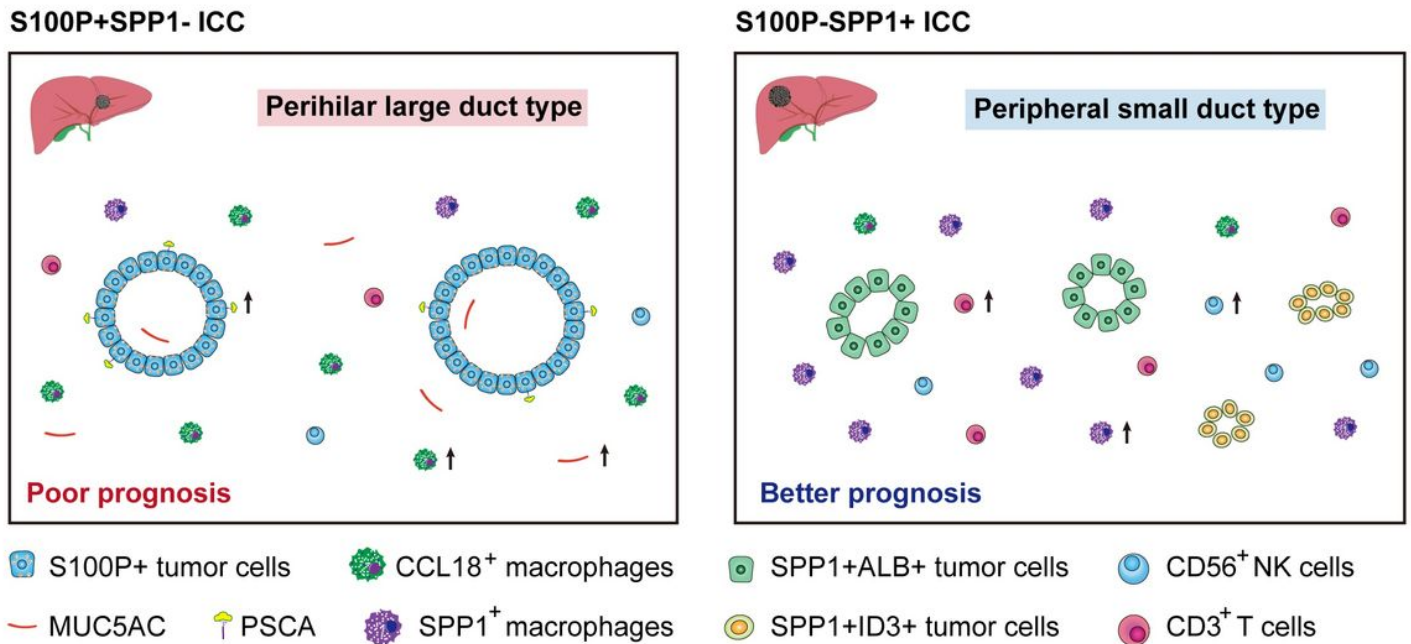 S100P+SPP1- ICC
S100P-SPP1+ ICC
Perihilar large duct type
Peripheral small duct type
Poor prognosis
Better prognosis
S100P+ tumor cells
CCL18+ macrophages
SPP1+ALB+ tumor cells
CD56+ NK cells
MUC5AC
PSCA
SPP1+ macrophages
SPP1+ID3+ tumor cells
CD3+ T cells